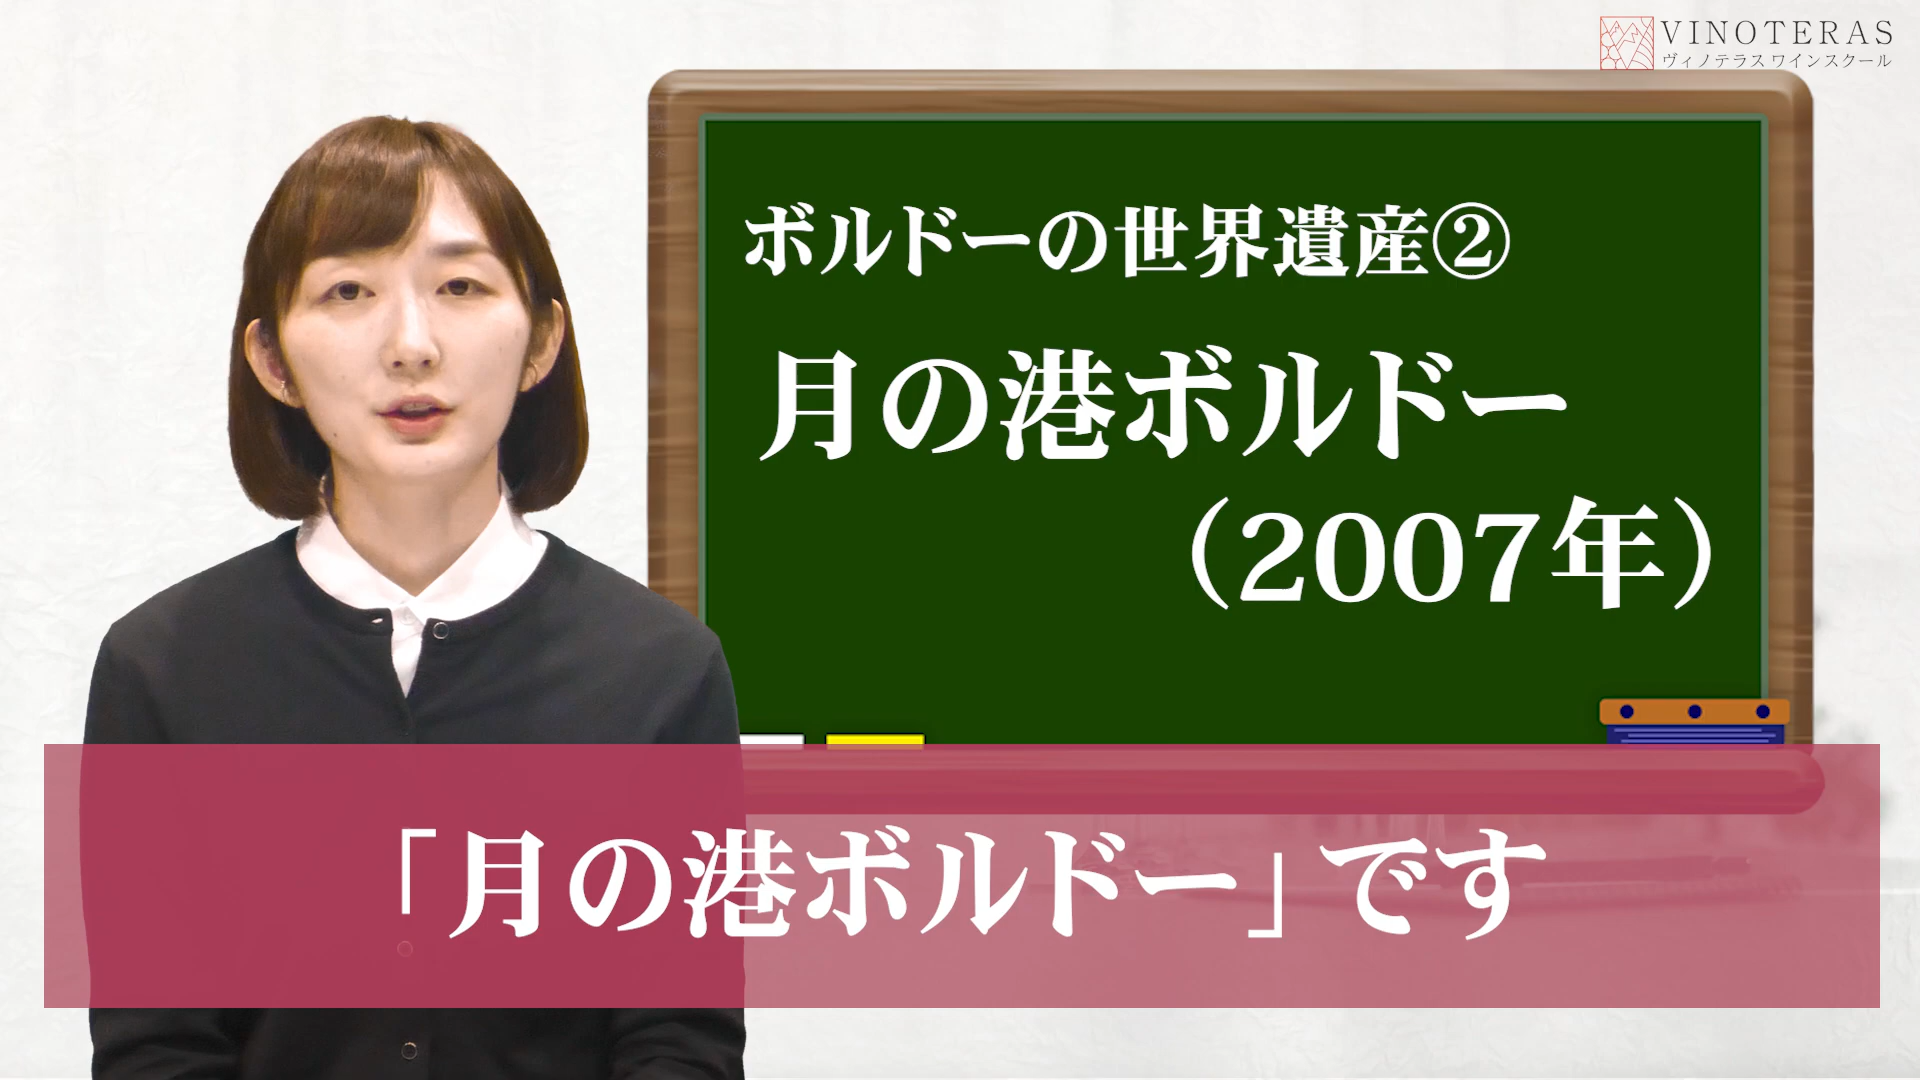 VINOTERAS
ヴィノテラス ワインスクール
ボルドーの世界遺産②
月の港ボルドー
（2007年）
「月の港ボルドー」です